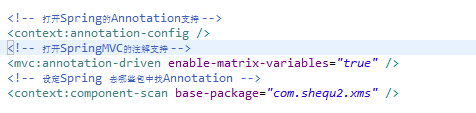 <!-- 打开Spring的Annotation支持 -->
<context:annotation-config />
<!-- 打开SpringMVC的注解支持 -->
<mvc:annotation-driven enable-matrix-variables="true" />
<!-- 设定Spring 去哪些包中找Annotation -->
<context:component-scan base-package="com.shequ2.xms" />